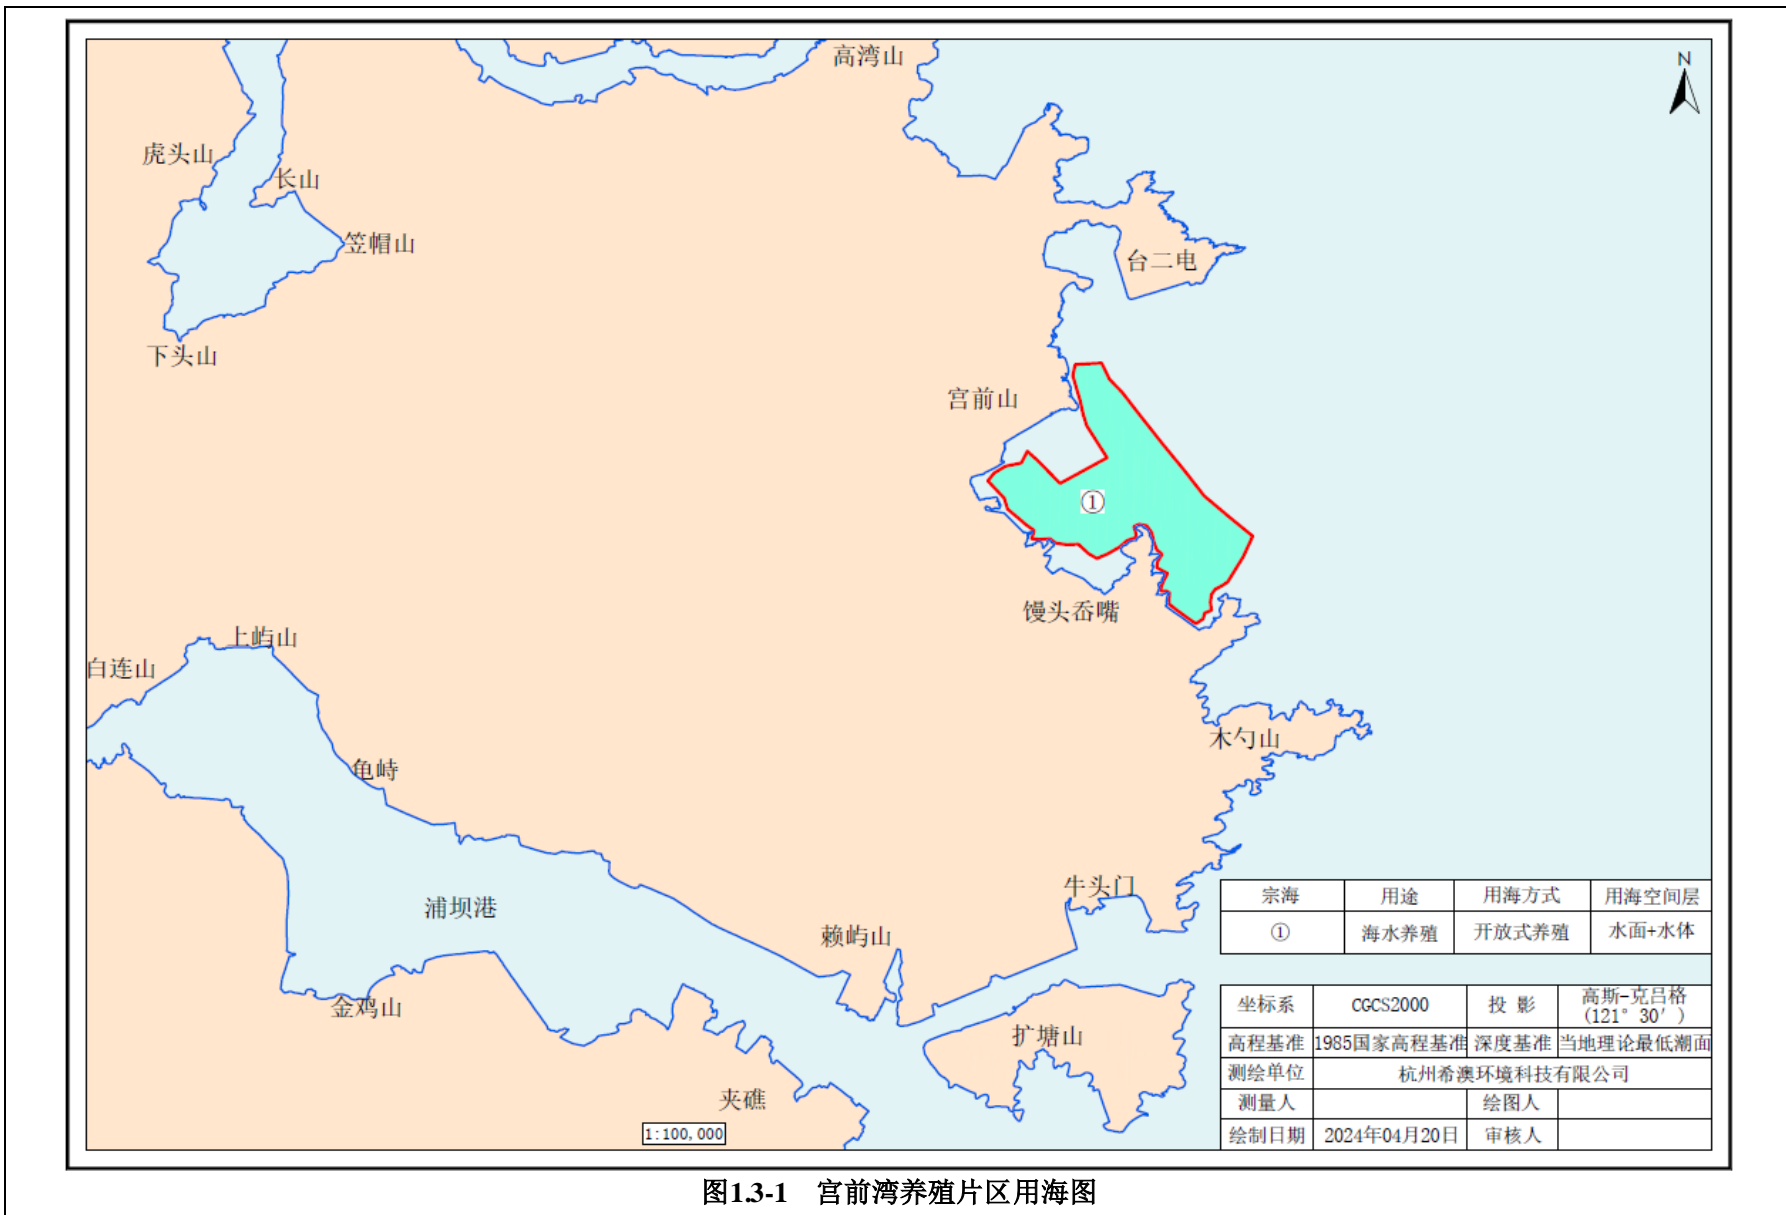 高湾山
N
虎头山
长山
笠帽山
台二电
下头山
宫前山
①
馒头岙嘴
上屿山
白连山
木勺山
龟峙
牛头门
浦坝港
赖屿山
金鸡山
扩塘山
夹礁
1:100,000
宗海 用途 用海方式 用海空间层
① 海水养殖 开放式养殖 水面+水体
坐标系 CGCS2000 投 影 高斯-克吕格
(121° 30′ )
高程基准 1985国家高程基准 深度基准 当地理论最低潮面
测绘单位 杭州希澳环境科技有限公司
测量人 绘图人
绘制日期 2024年04月20日 审核人
图1.3-1 宫前湾养殖片区用海图